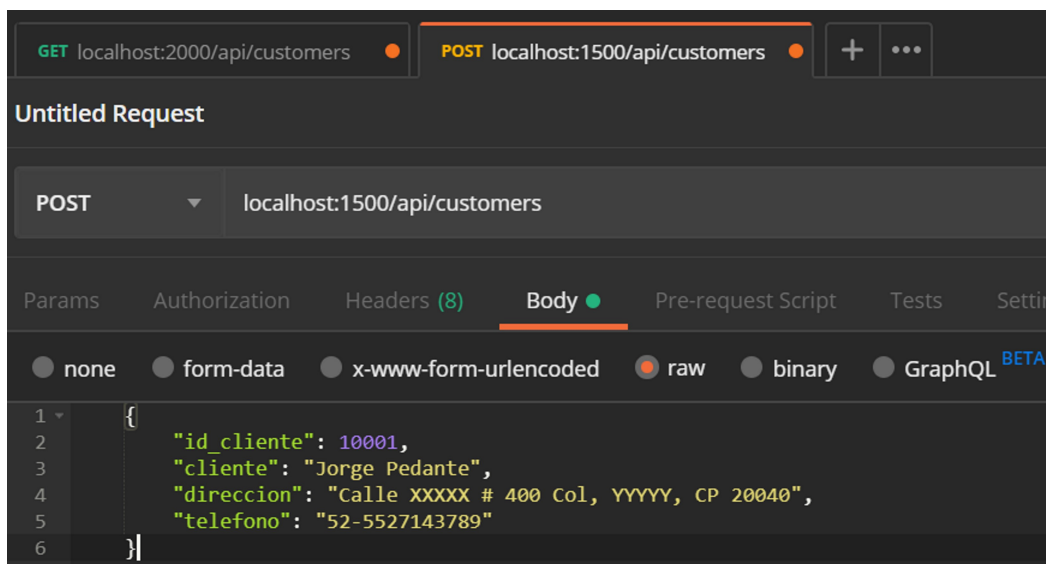 GET localhost:2000/api/customers POST localhost:1500/api/customers + •••
Untitled Request
POST localhost:1500/api/customers
Params Authorization Headers (8) Body Pre-request Script Tests Setti
none form-data x-www-form-urlencoded raw binary GraphQL BETA
1 {
2 "id_cliente": 10001,
3 "cliente": "Jorge Pedante",
4 "direccion": "Calle XXXXX # 400 Col, YYYYY, CP 20040",
5 "telefono": "52-5527143789"
6 }